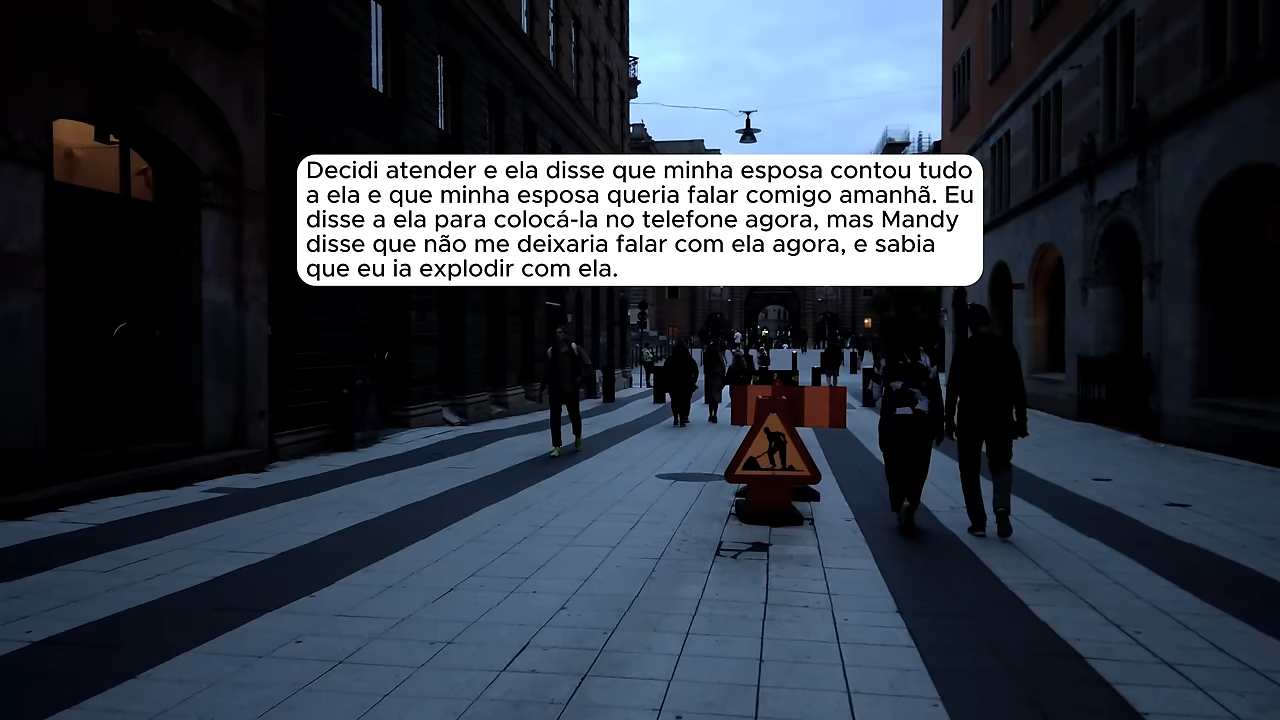 Decidi atender e ela disse que minha esposa contou tudo
a ela e que minha esposa queria falar comigo amanhã. Eu
disse a ela para colocá-la no telefone agora, mas Mandy
disse que não me deixaria falar com ela agora, e sabia
que eu ia explodir com ela.